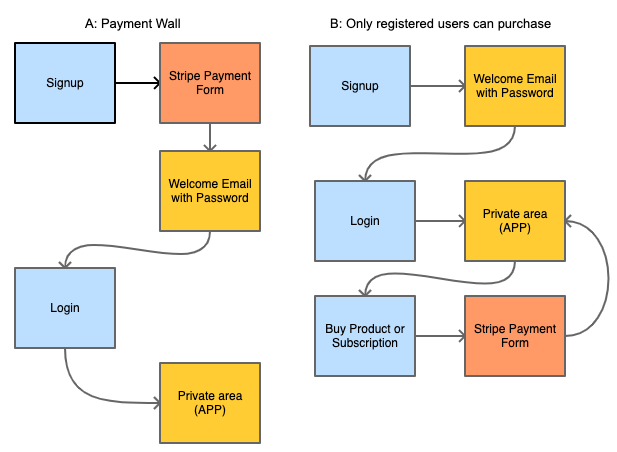 A: Payment Wall
Signup
Stripe Payment
Form
Welcome Email
with Password
Login
Private area
(APP)
B: Only registered users can purchase
Signup
Welcome Email
with Password
Login
Private area
(APP)
Buy Product or
Subscription
Stripe Payment
Form